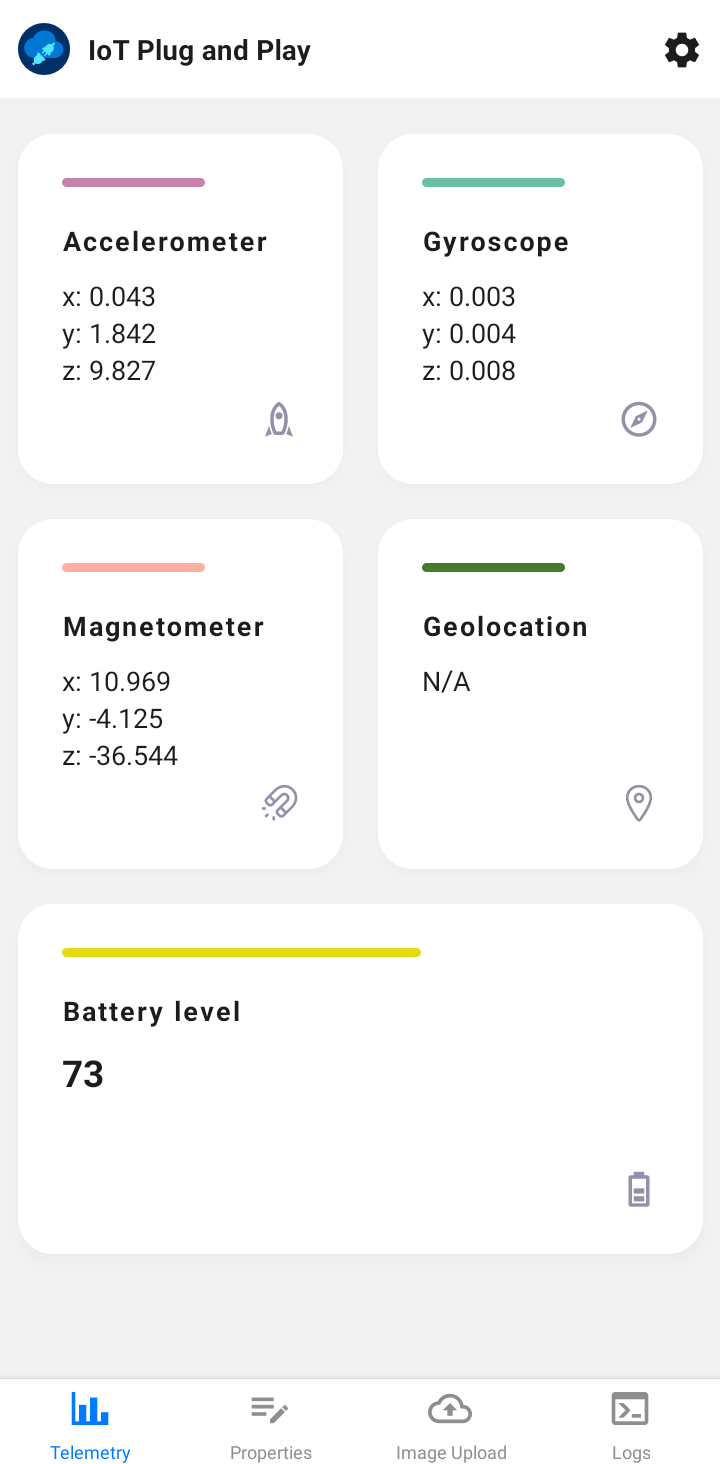 IoT Plug and Play
Accelerometer
x: 0.043
y: 1.842
z: 9.827
Gyroscope
x: 0.003
y: 0.004
z: 0.008
Magnetometer
x: 10.969
y: -4.125
z: -36.544
Geolocation
N/A
Battery level
73
Telemetry
Properties
Image Upload
Logs